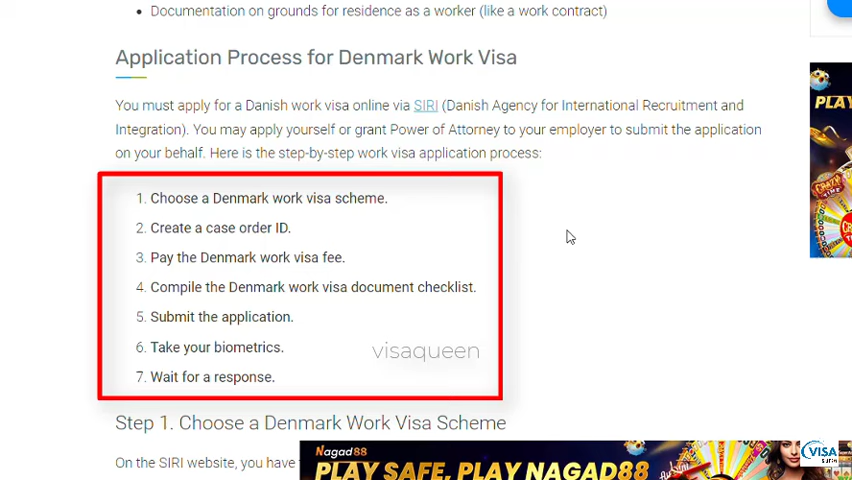 Documentation on grounds for residence as a worker (like a work contract)
Application Process for Denmark Work Visa
You must apply for a Danish work visa online via SIRI (Danish Agency for International Recruitment and
Integration). You may apply yourself or grant Power of Attorney to your employer to submit the application
on your behalf. Here is the step-by-step work visa application process:
1. Choose a Denmark work visa scheme.
2. Create a case order ID.
3. Pay the Denmark work visa fee.
4. Compile the Denmark work visa document checklist.
5. Submit the application.
6. Take your biometrics.
7. Wait for a response.
visaqueen
Step 1. Choose a Denmark Work Visa Scheme
On the SIRI website, you have
Nagad88
PLAY SAFE, PLAY NAGAD88
PLAY
CRAZY
TIME
VISA